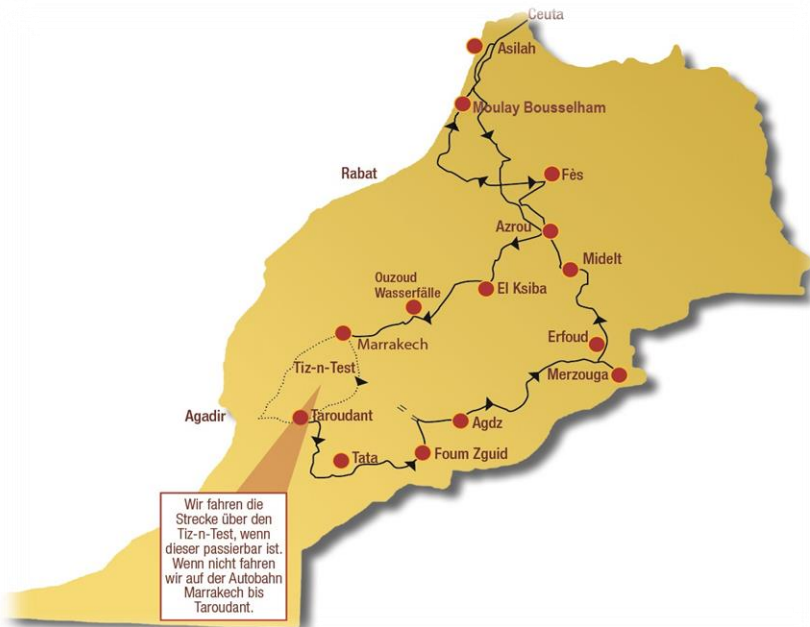 Ceuta
Asilah
Moulay Bousselham
Rabat
Fès
Azrou
Midelt
Ouzoud
Wasserfälle
El Ksiba
Marrakech
Erfoud
Tiz-n-Test
Merzouga
Agadir
Taroudant
Agdz
Tata
Foum Zguid
Wir fahren die
Strecke über den
Tiz-n-Test, wenn
dieser passierbar ist.
Wenn nicht fahren
wir auf der Autobahn
Marrakech bis
Taroudant.